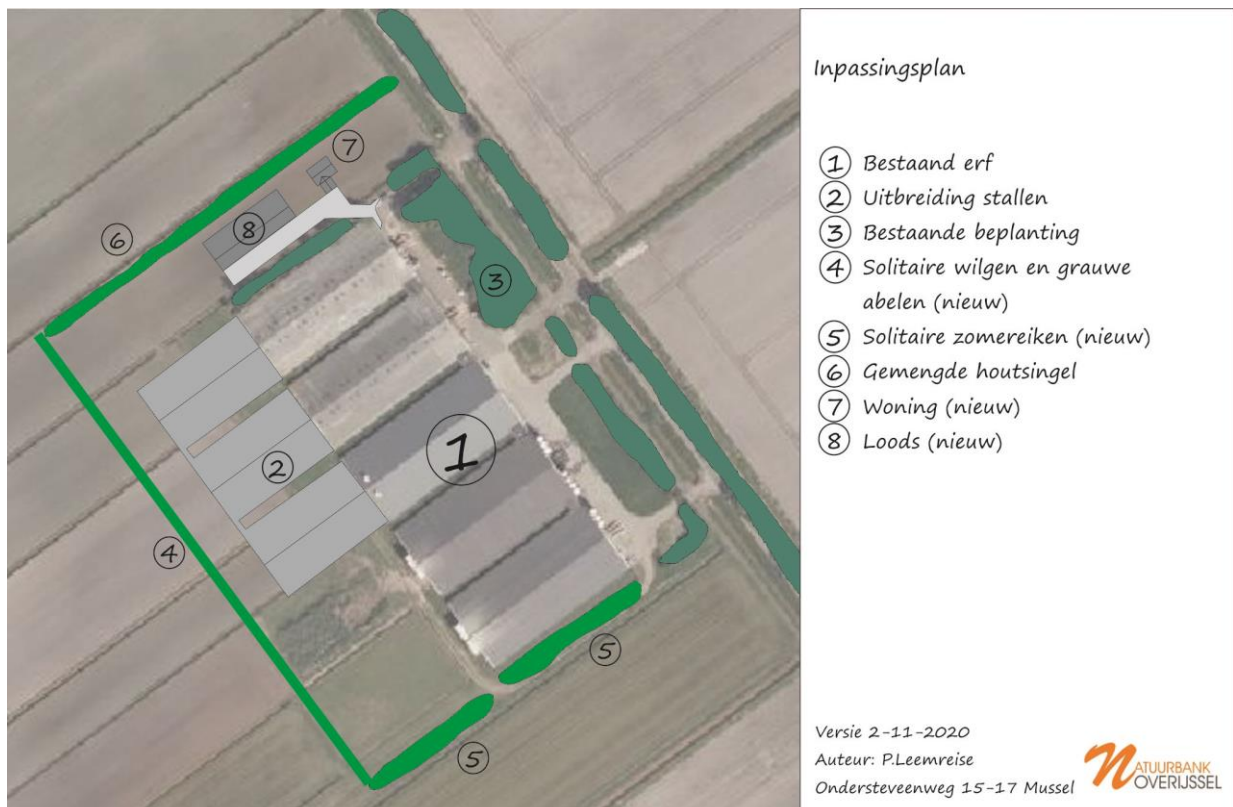 Inpassingsplan
1 Bestaand erf
2 Uitbreiding stallen
3 Bestaande beplanting
4 Solitaire wilgen en grauwe
abelen (nieuw)
5 Solitaire zomereiken (nieuw)
6 Gemengde houtsingel
7 Woning (nieuw)
8 Loods (nieuw)
7
6
8
3
1
2
4
5
5
Versie 2-11-2020
Auteur: P.Leemreise
Ondersteveenweg 15-17 Mussel
NATUURBANK
OVERIJSSEL